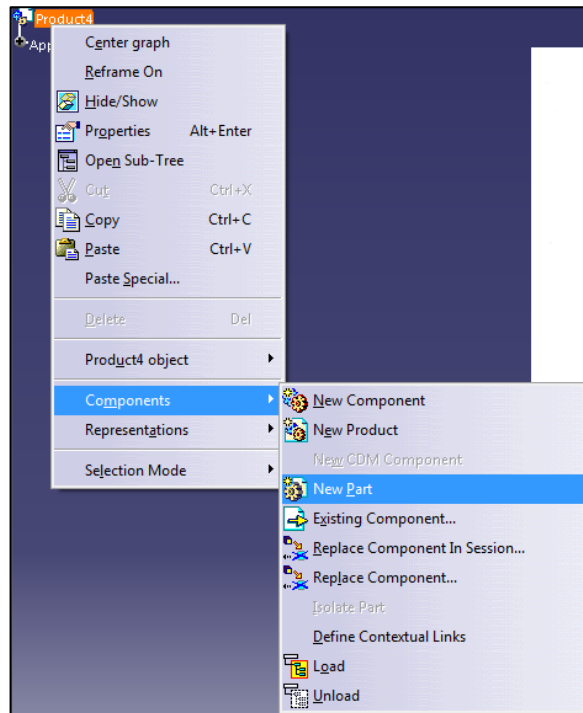 Product4
App
Center graph
Reframe On
Hide/Show
Properties Alt+Enter
Open Sub-Tree
Cut Ctrl+X
Copy Ctrl+C
Paste Ctrl+V
Paste Special...
Delete Del
Product4 object
Components
Representations
Selection Mode
New Component
New Product
New CDM Component
New Part
Existing Component...
Replace Component In Session...
Replace Component...
Isolate Part
Define Contextual Links
Load
Unload